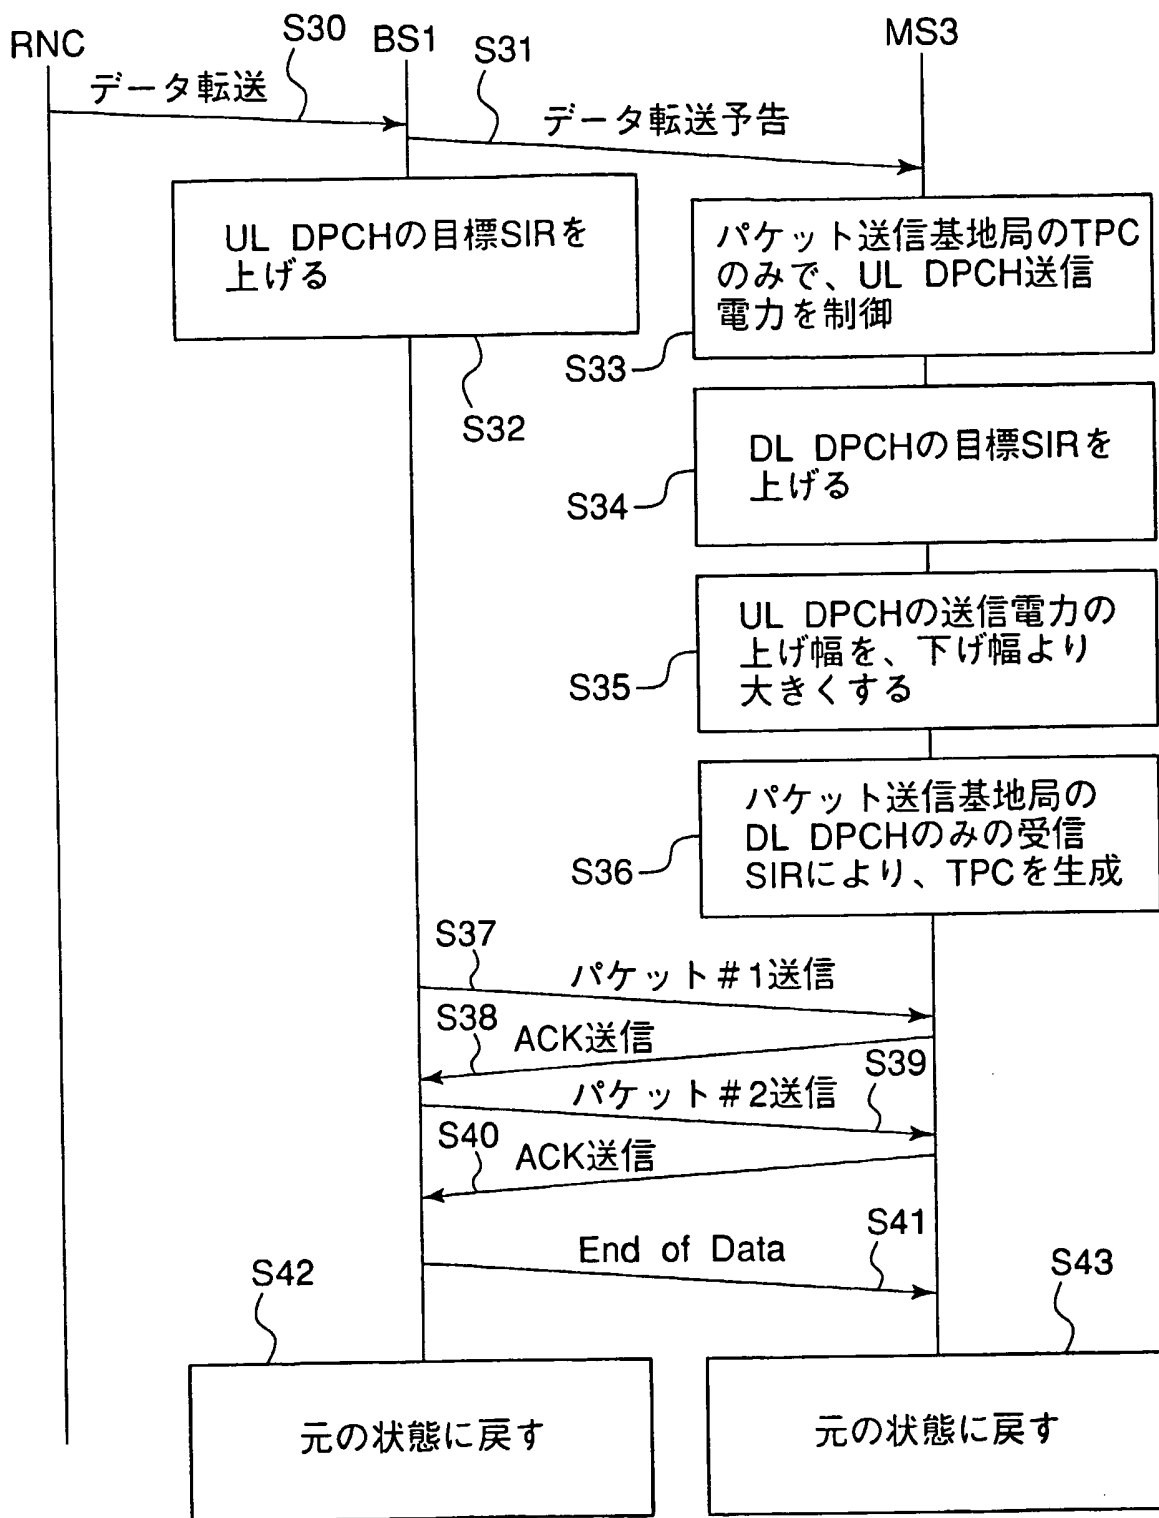 RNC
S30
BS1
S31
MS3
データ転送
データ転送予告
UL DPCHの目標SIRを
上げる
S32
パケット送信基地局のTPC
のみで、UL DPCH送信
電力を制御
S33
DL DPCHの目標SIRを
上げる
S34
UL DPCHの送信電力の
上げ幅を、下げ幅より
大きくする
S35
パケット送信基地局の
DL DPCHのみの受信
SIRにより、TPCを生成
S36
S37
パケット#1送信
S38
ACK送信
S39
パケット#2送信
S40
ACK送信
S41
End of Data
S42
S43
元の状態に戻す
元の状態に戻す